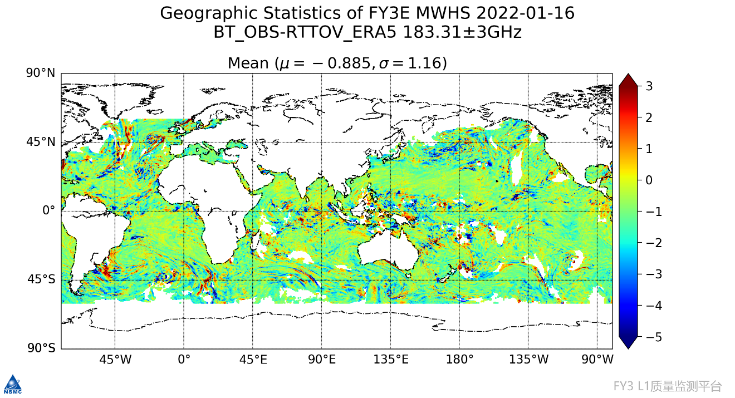 Geographic Statistics of FY3E MWHS 2022-01-16
BT_OBS-RTTOV_ERA5 183.31±3GHz
Mean (μ = −0.885, σ = 1.16)
90°N
45°N
0°
45°S
90°S
45°W
0°
45°E
90°E
135°E
180°
135°W
90°W
3
2
1
0
−1
−2
−3
−4
−5
NSMC
FY3 L1质量监测平台